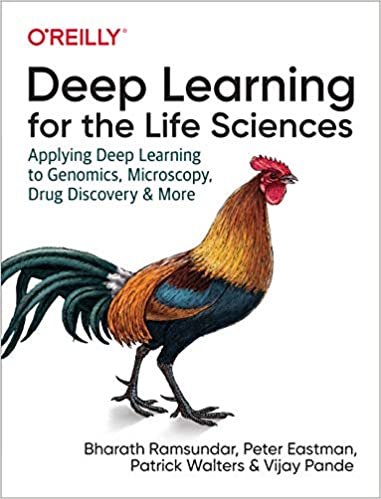 O'REILLY®
Deep Learning
for the Life Sciences
Applying Deep Learning
to Genomics, Microscopy,
Drug Discovery & More
Bharath Ramsundar, Peter Eastman,
Patrick Walters & Vijay Pande